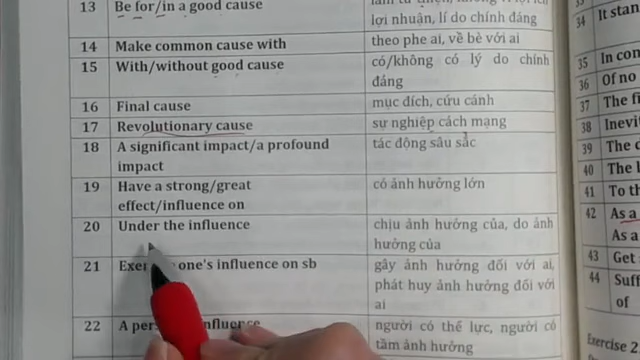 13 Be for/in a good cause
lợi nhuận, lí do chính đáng
14 Make common cause with theo phe ai, về bè với ai
15 With/without good cause có/không có lý do chính
đáng
16 Final cause mục đích, cứu cánh
17 Revolutionary cause sự nghiệp cách mạng
18 A significant impact/a profound tác động sâu sắc
impact
19 Have a strong/great có ảnh hưởng lớn
effect/influence on
20 Under the influence chịu ảnh hưởng của, do ảnh
hưởng của
21 one's influence on sb gây ảnh hưởng đối với ai,
phát huy ảnh hưởng đối với
ai
22 người có thế lực, người có
tầm ảnh hưởng
34 It stan
35 In con
36 Of no
37 The fi
38 Inevi
39 The c
40 The l
41 To th
42 As a
As a
43 Get
44 Suff
of
Exercise 2